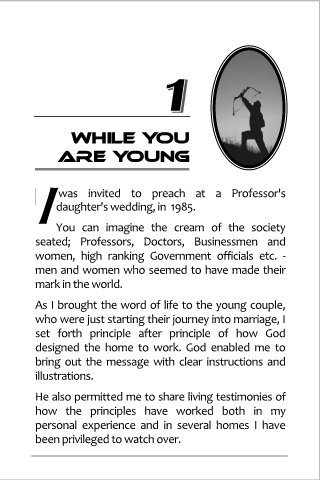 1
WHILE YOU
ARE YOUNG
I was invited to preach at a Professor's
daughter's wedding, in 1985.
You can imagine the cream of the society
seated; Professors, Doctors, Businessmen and
women, high ranking Government officials etc. -
men and women who seemed to have made their
mark in the world.
As I brought the word of life to the young couple,
who were just starting their journey into marriage, I
set forth principle after principle of how God
designed the home to work. God enabled me to
bring out the message with clear instructions and
illustrations.
He also permitted me to share living testimonies of
how the principles have worked both in my
personal experience and in several homes I have
been privileged to watch over.